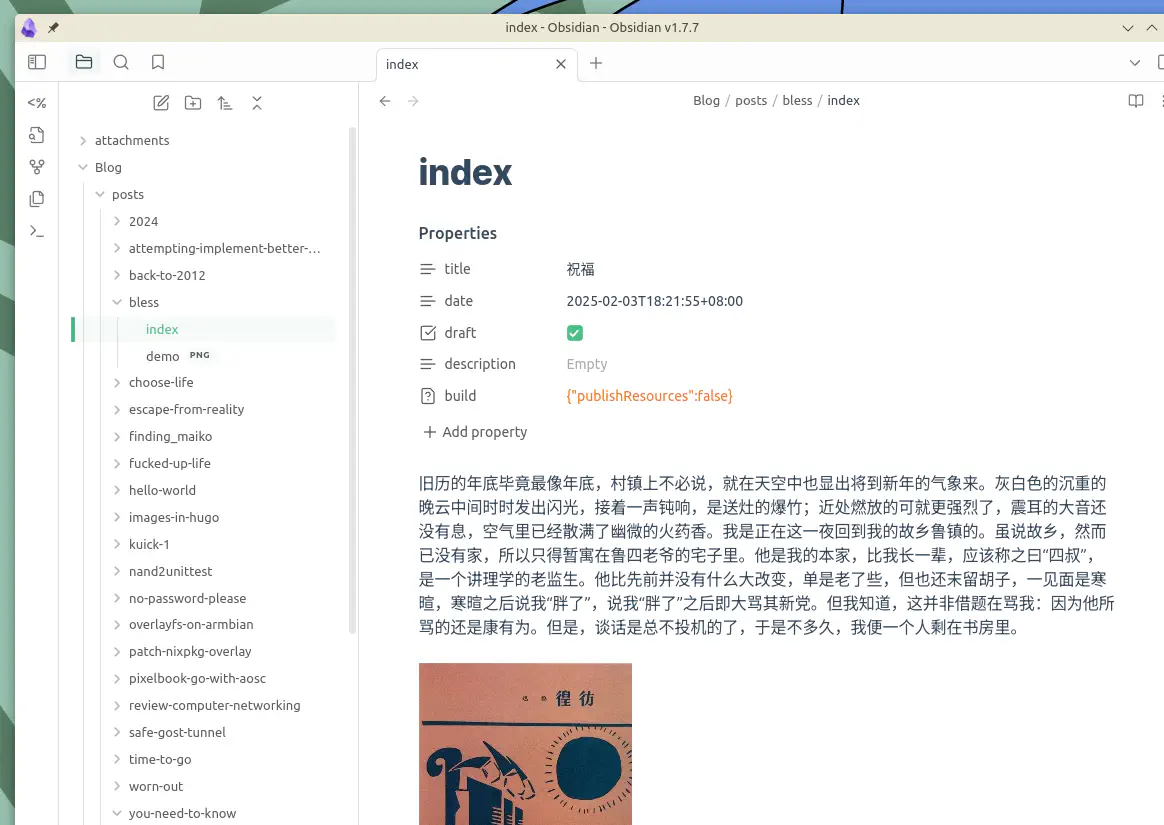 index - Obsidian - Obsidian v1.7.7
index
<%
Blog / posts / bless / index
attachments
Blog
posts
2024
attempting-implement-better-...
back-to-2012
bless
index
demo PNG
choose-life
escape-from-reality
finding_maiko
fucked-up-life
hello-world
images-in-hugo
kuick-1
nand2unittest
no-password-please
overlayfs-on-armbian
patch-nixpkg-overlay
pixelbook-go-with-aosc
review-computer-networking
safe-gost-tunnel
time-to-go
worn-out
you-need-to-know
index
Properties
title 祝福
date 2025-02-03T18:21:55+08:00
draft
description Empty
build {"publishResources":false}
Add property
旧历的年底毕竟最像年底，村镇上不必说，就在天空中也显出将到新年的气象来。灰白色的沉重的
晚云中间时时发出闪光，接着一声钝响，是送灶的爆竹；近处燃放的可就更强烈了，震耳的大音还
没有息，空气里已经散满了幽微的火药香。我是正在这一夜回到我的故乡鲁镇的。虽说故乡，然而
已没有家，所以只得暂寓在鲁四老爷的宅子里。他是我的本家，比我长一辈，应该称之曰“四叔”，
是一个讲理学的老监生。他比先前并没有什么大改变，单是老了些，但也还末留胡子，一见面是寒
暄，寒暄之后说我“胖了”，说我“胖了”之后即大骂其新党。但我知道，这并非借题在骂我：因为他所
骂的还是康有为。但是，谈话是总不投机的了，于是不多久，我便一个人剩在书房里。
徨彷